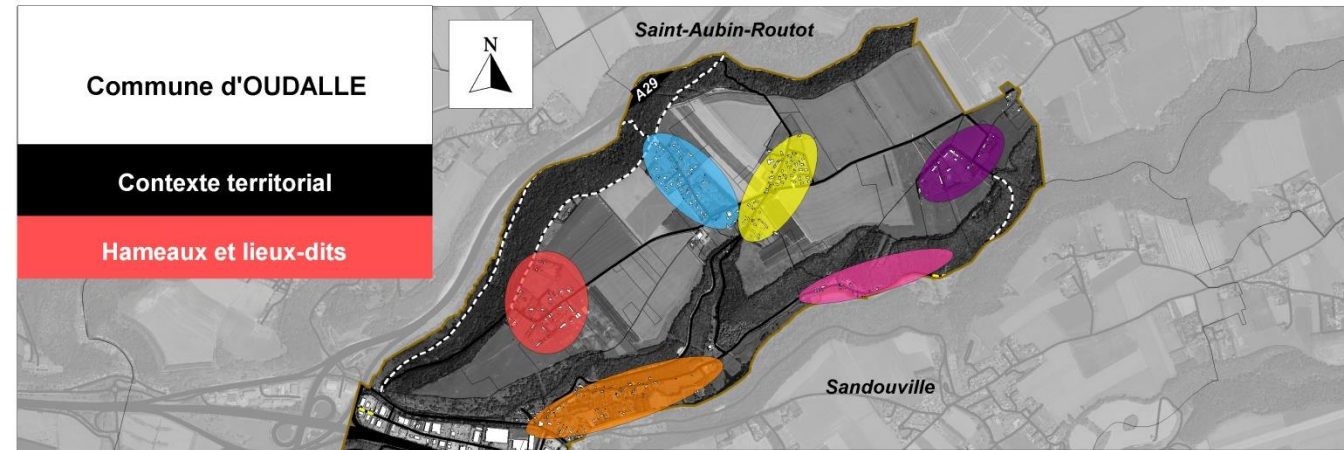 Commune d'OUDALLE
Contexte territorial
Hameaux et lieux-dits
N
Saint-Aubin-Routot
A29
Sandouville